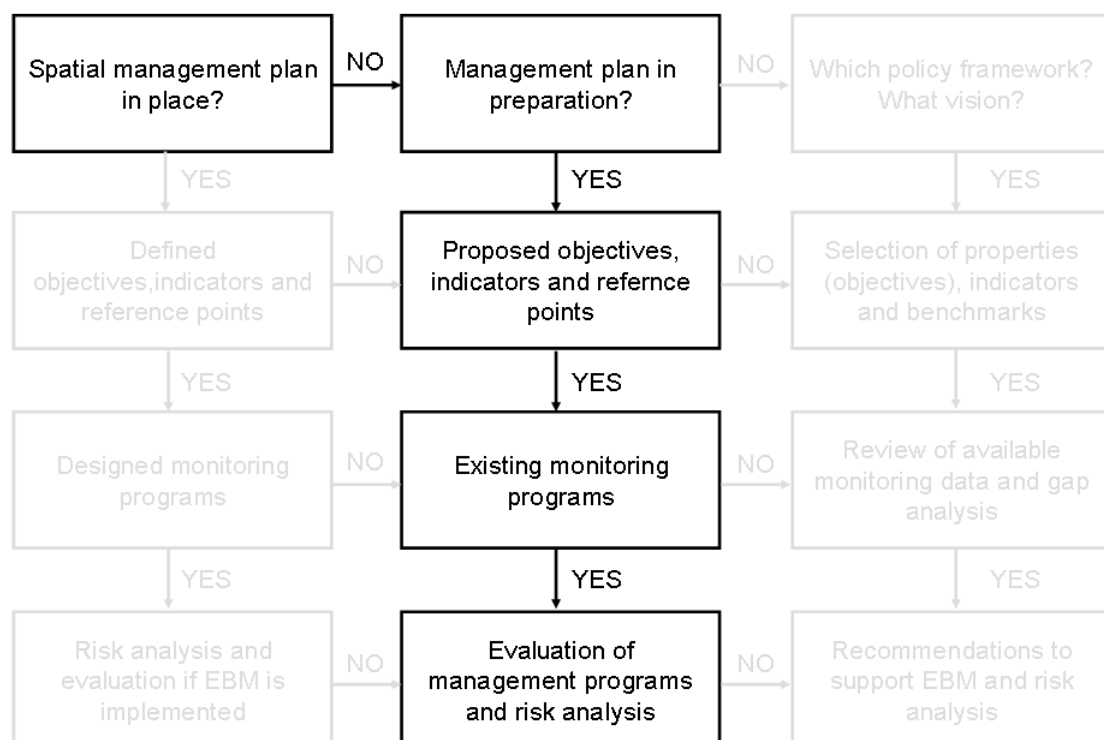 Spatial management plan
in place?
NO
Management plan in
preparation?
NO
Which policy framework?
What vision?
YES
YES
YES
Defined
objectives,indicators and
reference points
NO
Proposed objectives,
indicators and refernce
points
NO
Selection of properties
(objectives), indicators
and benchmarks
YES
YES
YES
Designed monitoring
programs
NO
Existing monitoring
programs
NO
Review of available
monitoring data and gap
analysis
YES
YES
YES
Risk analysis and
evaluation if EBM is
implemented
NO
Evaluation of
management programs
and risk analysis
NO
Recommendations to
support EBM and risk
analysis